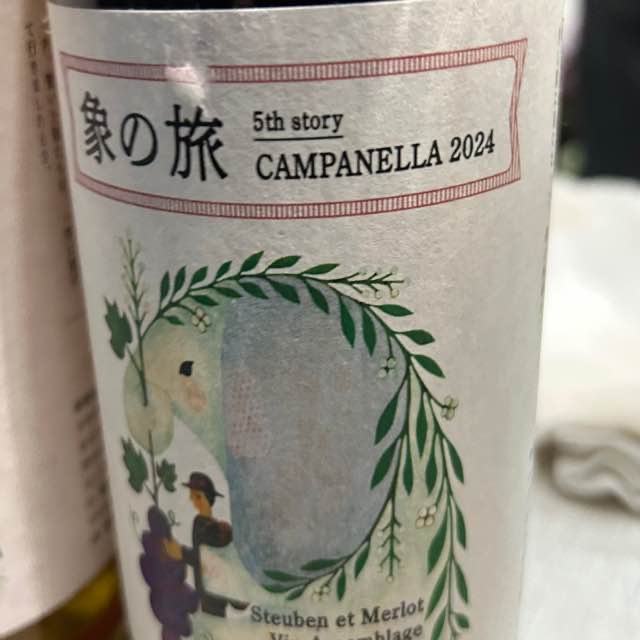 象の旅
5th story
CAMPANELLA 2024
Steuben et Merlot